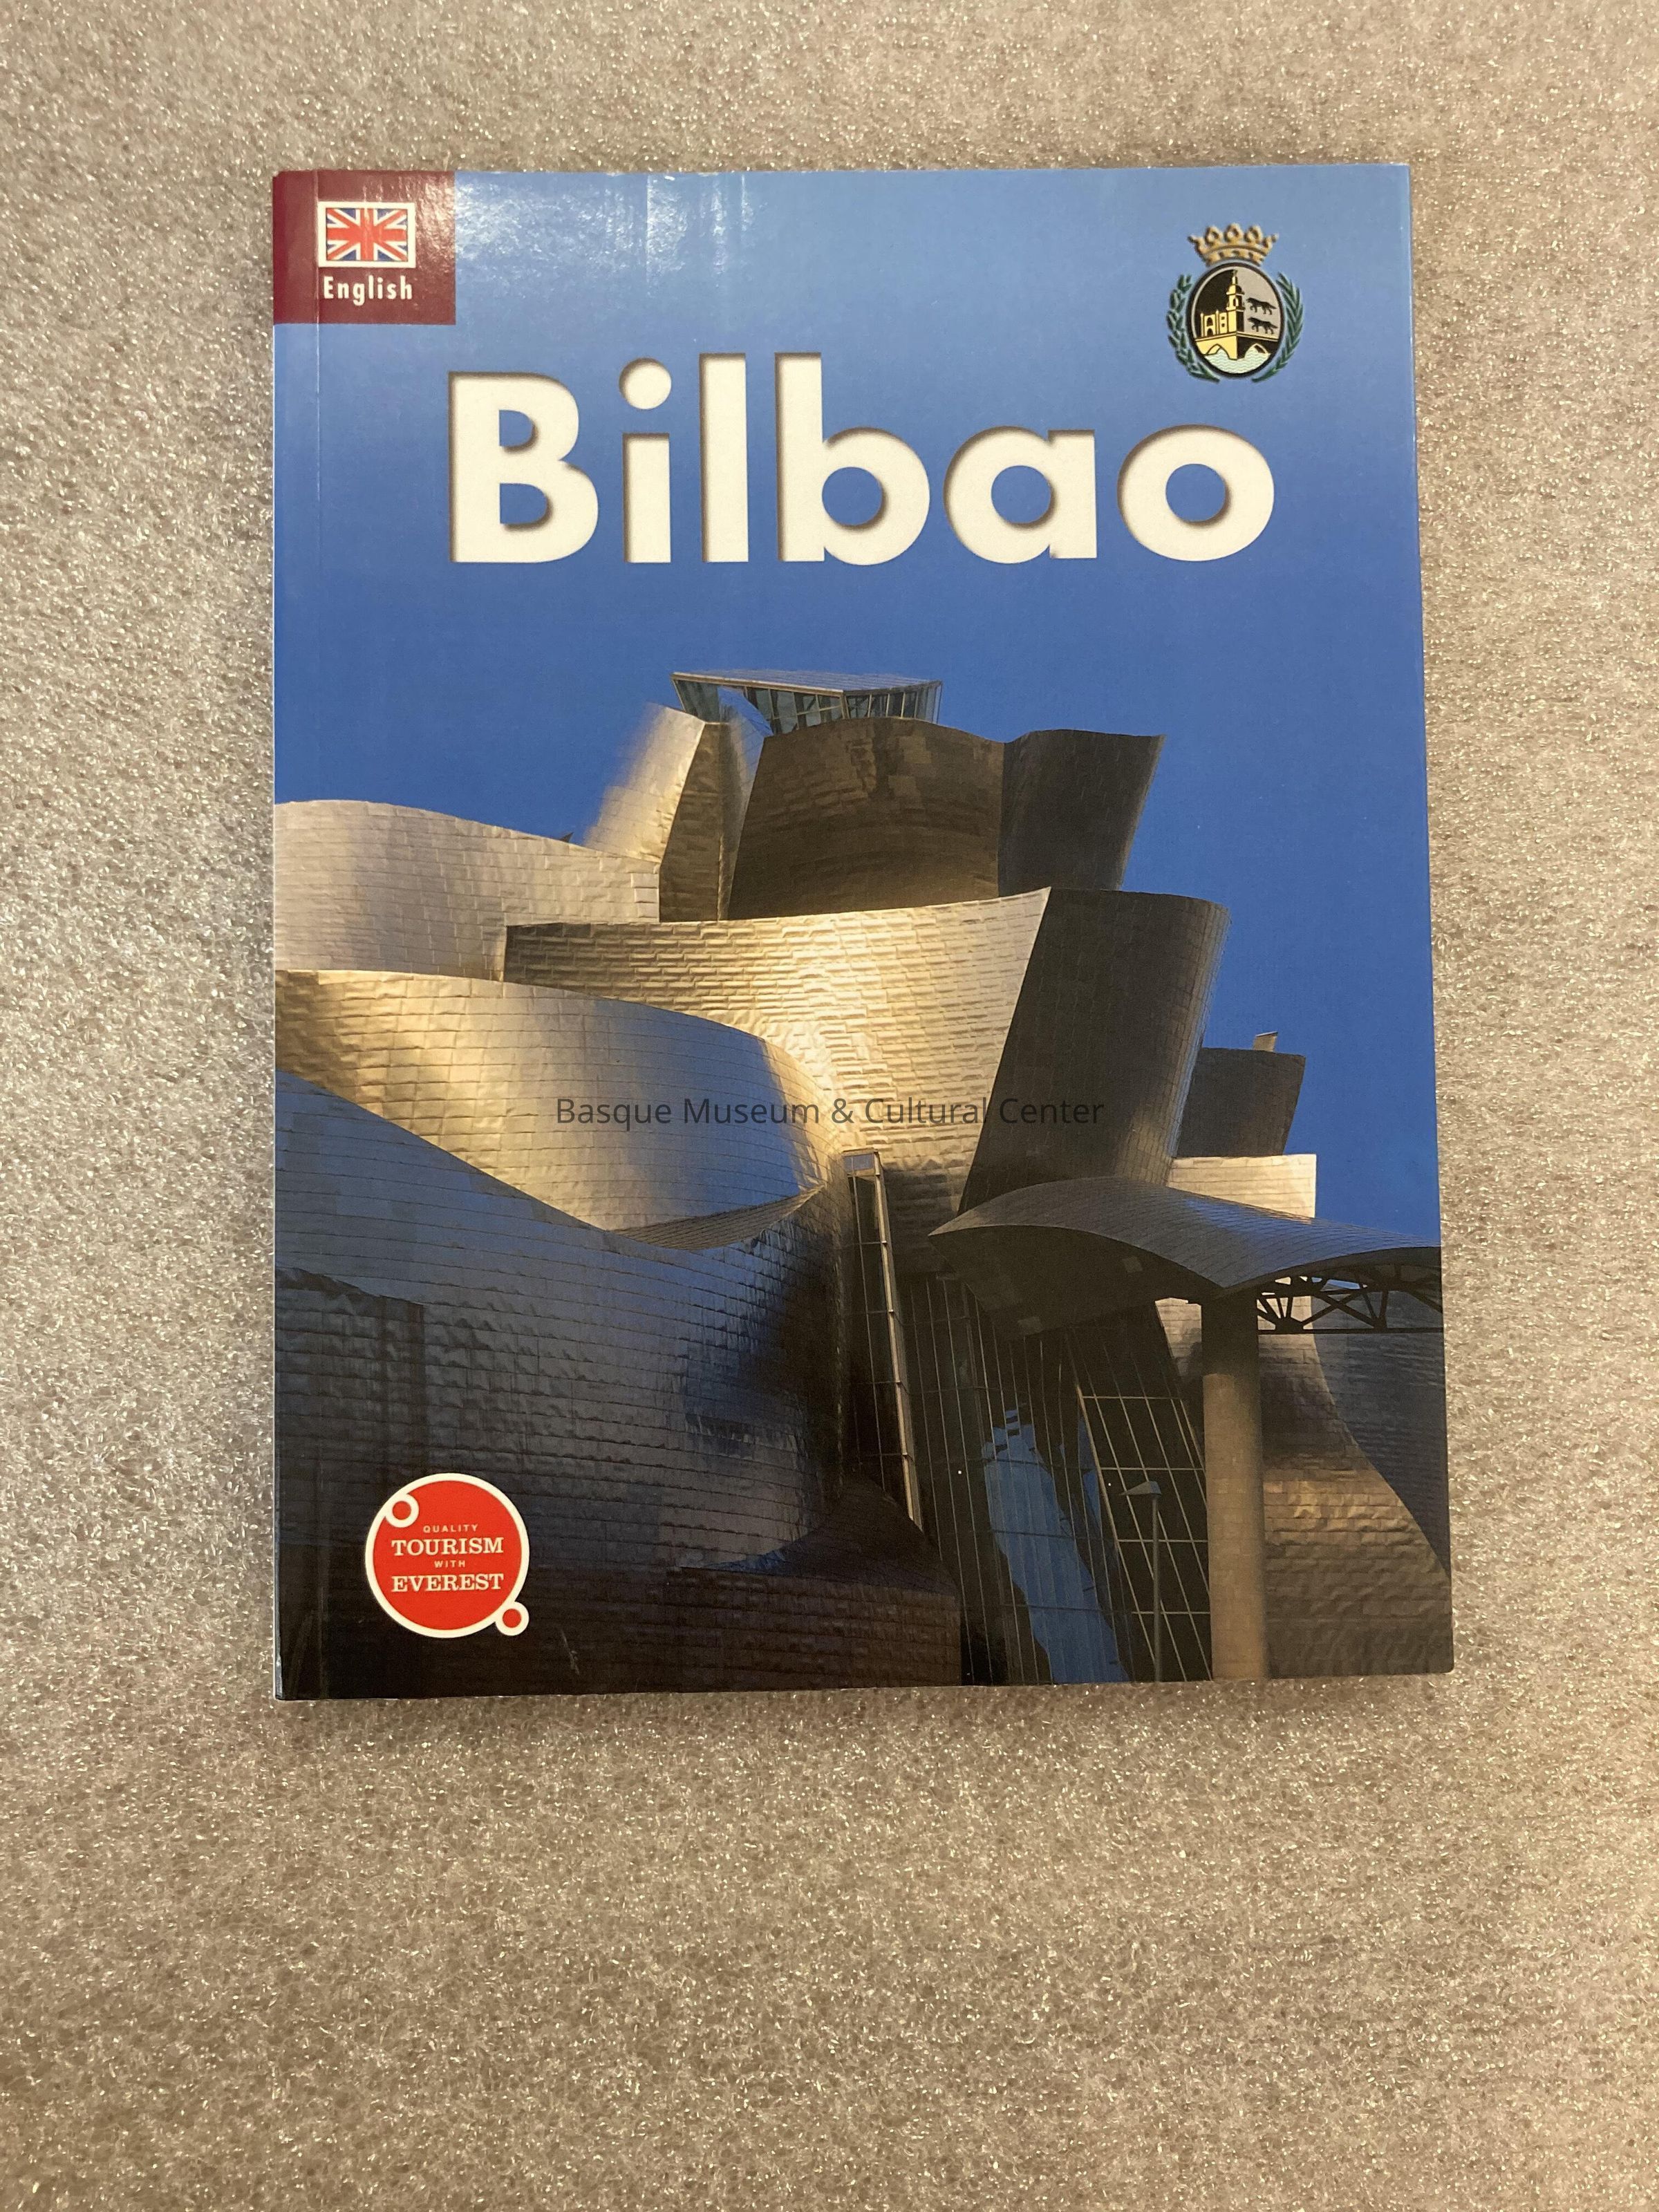 English
Bilbao
Basque Museum & Cultural Center
QUALITY
TOURISM
WITH
EVEREST